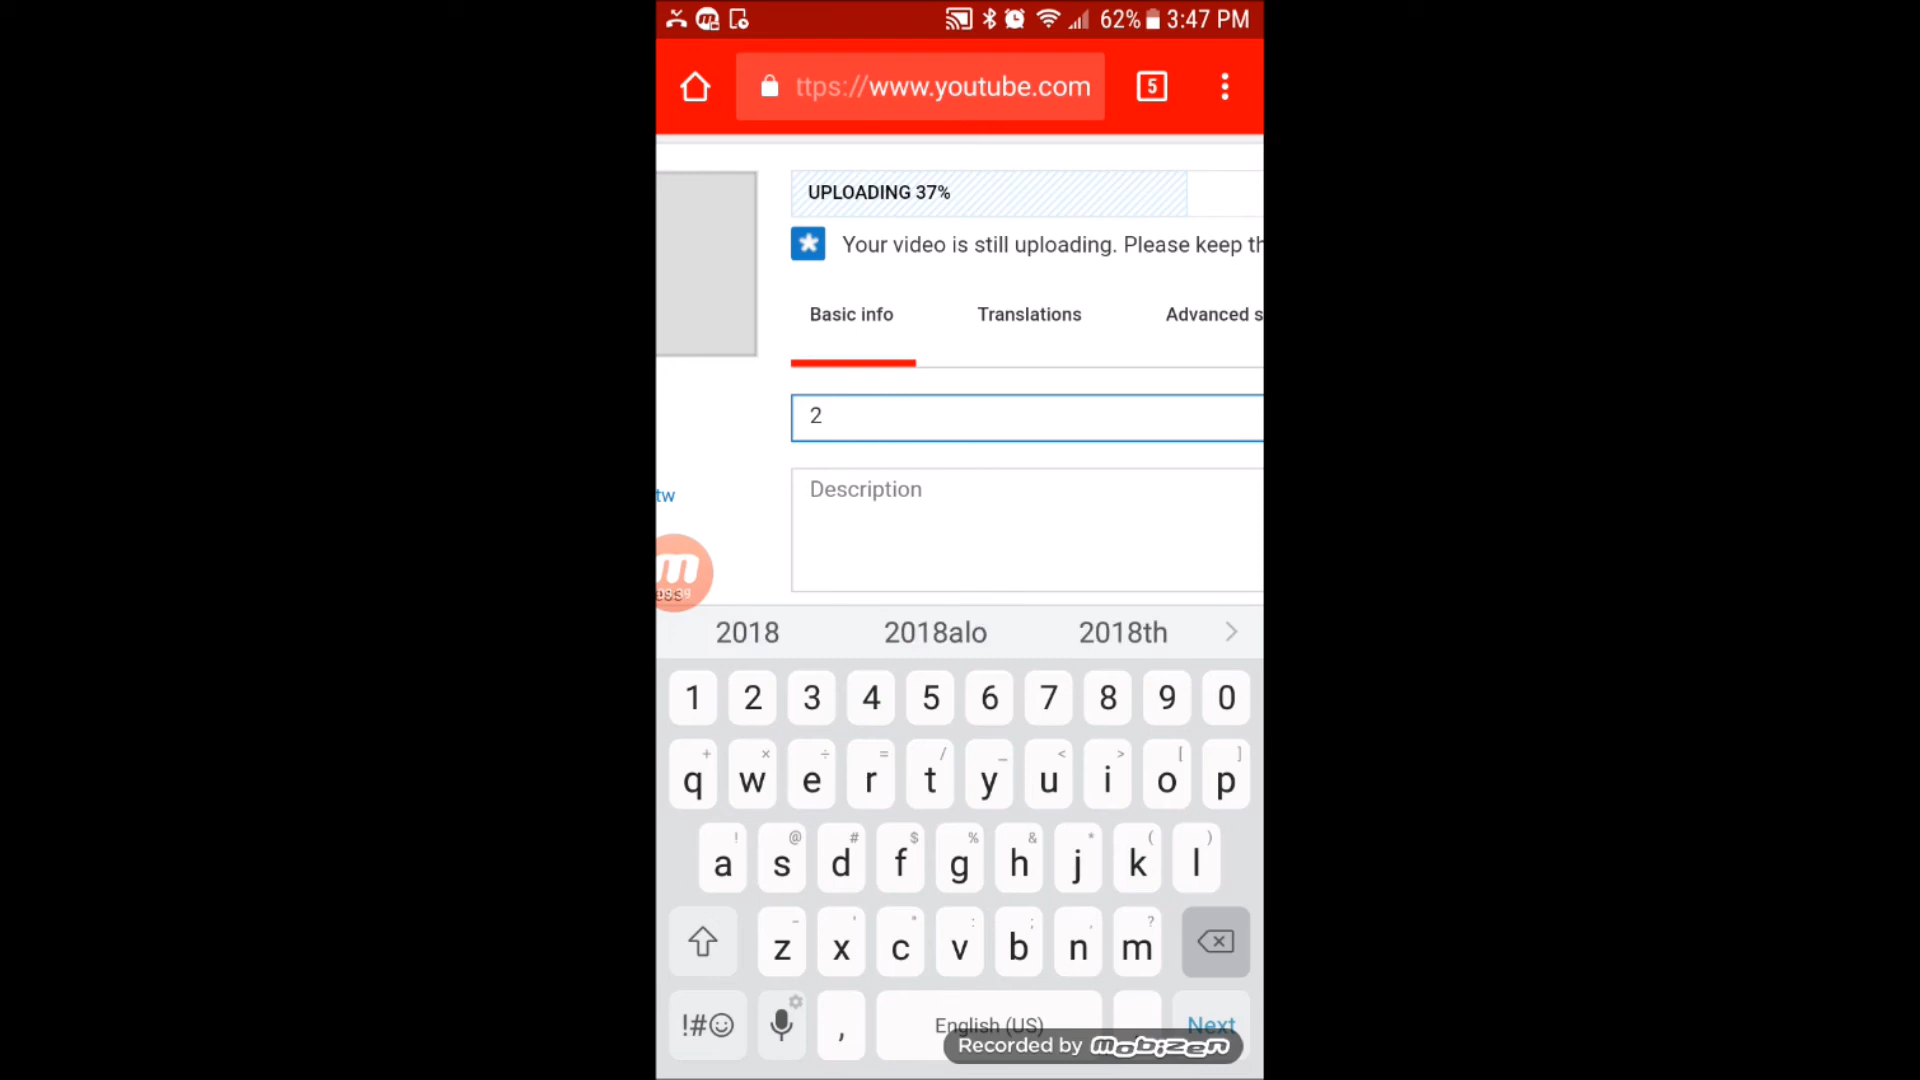 62% 3:47 PM
ttps://www.youtube.com
5
UPLOADING 37%
Your video is still uploading. Please keep th
Basic info Translations Advanced s
2
Description
tw
m
ess
2018 2018alo 2018th
1 2 3 4 5 6 7 8 9 0
+ × ÷ = / _ < > [ ]
q w e r t y u i o p
! @ # $ % & * ( )
a s d f g h j k l
- ' " : ; , ?
z x c v b n m
!#☺ , English (US) Next
Recorded by mobizen